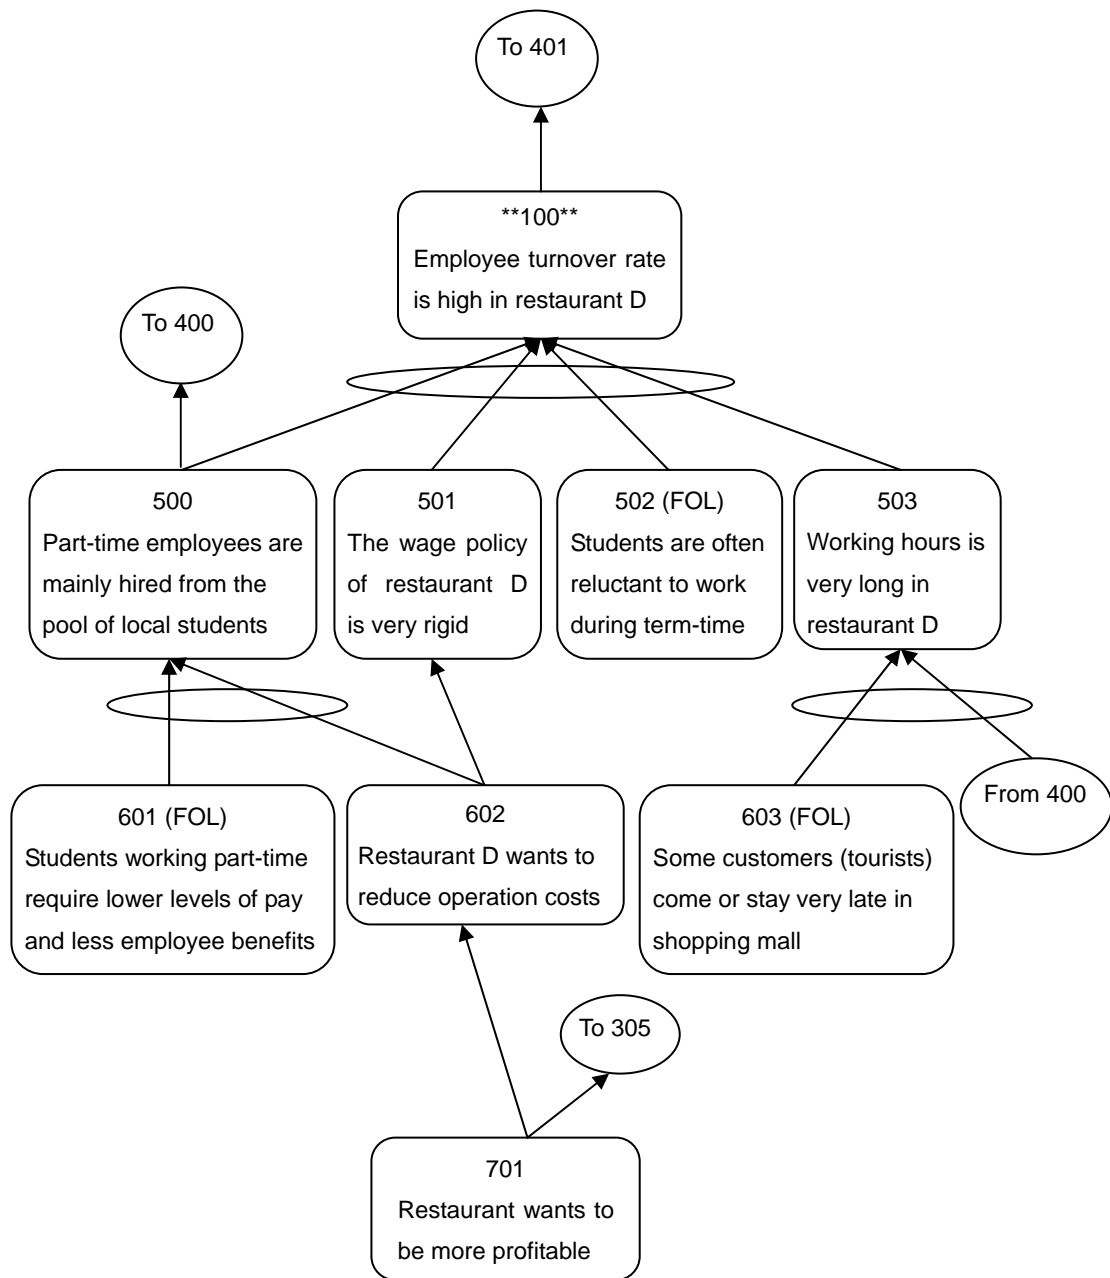 To 401
**100**
Employee turnover rate
is high in restaurant D
To 400
500
Part-time employees are
mainly hired from the
pool of local students
501
The wage policy
of restaurant D
is very rigid
502 (FOL)
Students are often
reluctant to work
during term-time
503
Working hours is
very long in
restaurant D
601 (FOL)
Students working part-time
require lower levels of pay
and less employee benefits
602
Restaurant D wants to
reduce operation costs
603 (FOL)
Some customers (tourists)
come or stay very late in
shopping mall
From 400
To 305
701
Restaurant wants to
be more profitable